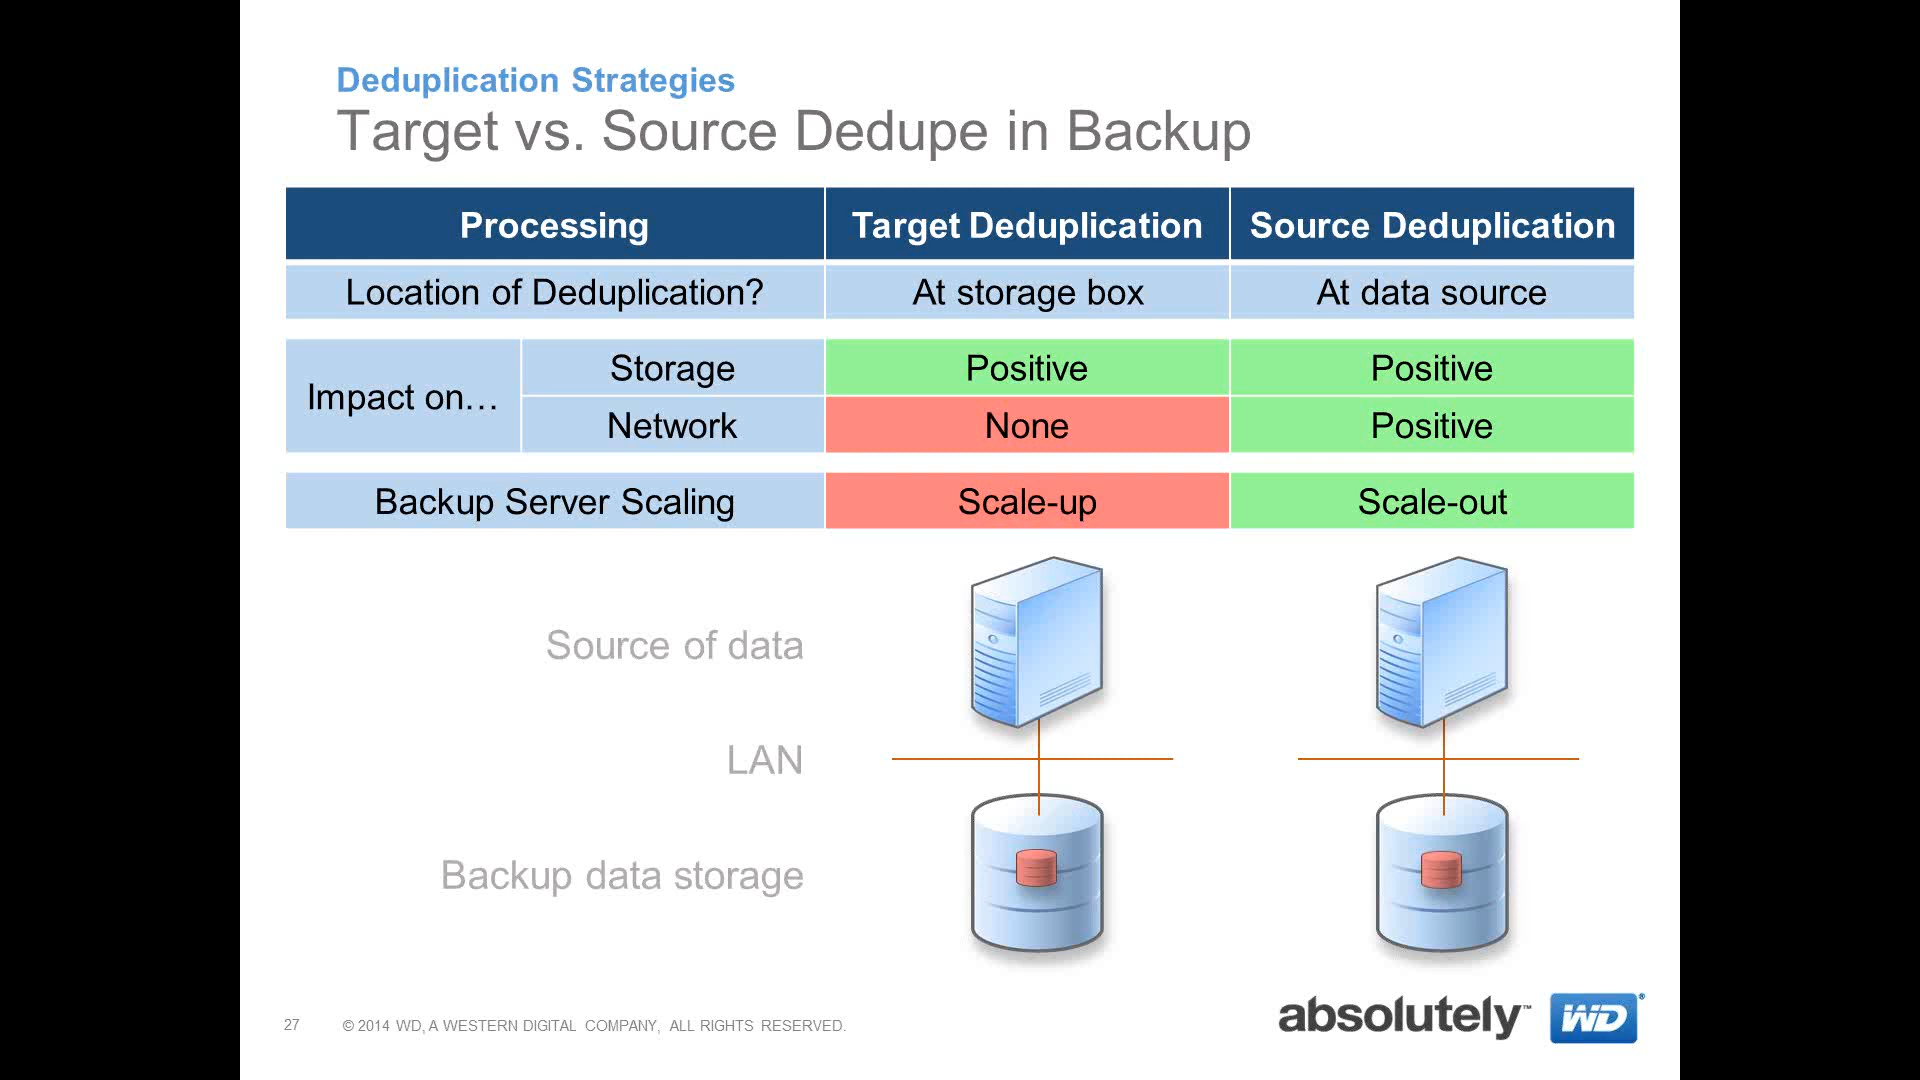 Deduplication Strategies
Target vs. Source Dedupe in Backup
Processing Target Deduplication Source Deduplication
Location of Deduplication? At storage box At data source
Impact on… Storage Positive Positive
Network None Positive
Backup Server Scaling Scale-up Scale-out
Source of data
LAN
Backup data storage
27 © 2014 WD, A WESTERN DIGITAL COMPANY, ALL RIGHTS RESERVED.
absolutely™ WD®